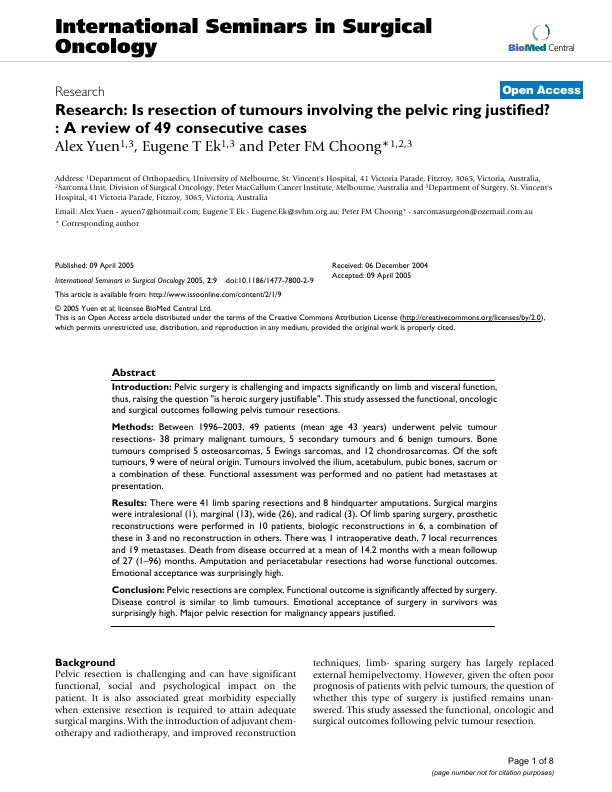 International Seminars in Surgical
Oncology
BioMed Central
Research
Open Access
Research: Is resection of tumours involving the pelvic ring justified?
: A review of 49 consecutive cases
Alex Yuen1,3, Eugene T Ek1,3 and Peter FM Choong*1,2,3
Address: 1Department of Orthopaedics, University of Melbourne, St. Vincent's Hospital, 41 Victoria Parade, Fitzroy, 3065, Victoria, Australia,
2Sarcoma Unit, Division of Surgical Oncology, Peter MacCallum Cancer Institute, Melbourne, Australia and 3Department of Surgery, St. Vincent's
Hospital, 41 Victoria Parade, Fitzroy, 3065, Victoria, Australia
Email: Alex Yuen - ayuen7@hotmail.com; Eugene T Ek - Eugene.Ek@svhm.org.au; Peter FM Choong* - sarcomasurgeon@ozemail.com.au
* Corresponding author
Published: 09 April 2005
International Seminars in Surgical Oncology 2005, 2:9 doi:10.1186/1477-7800-2-9
Received: 06 December 2004
Accepted: 09 April 2005
This article is available from: http://www.issoonline.com/content/2/1/9
© 2005 Yuen et al; licensee BioMed Central Ltd.
This is an Open Access article distributed under the terms of the Creative Commons Attribution License (http://creativecommons.org/licenses/by/2.0),
which permits unrestricted use, distribution, and reproduction in any medium, provided the original work is properly cited.
Abstract
Introduction: Pelvic surgery is challenging and impacts significantly on limb and visceral function,
thus, raising the question "is heroic surgery justifiable". This study assessed the functional, oncologic
and surgical outcomes following pelvis tumour resections.
Methods: Between 1996–2003, 49 patients (mean age 43 years) underwent pelvic tumour
resections- 38 primary malignant tumours, 5 secondary tumours and 6 benign tumours. Bone
tumours comprised 5 osteosarcomas, 5 Ewings sarcomas, and 12 chondrosarcomas. Of the soft
tumours, 9 were of neural origin. Tumours involved the ilium, acetabulum, pubic bones, sacrum or
a combination of these. Functional assessment was performed and no patient had metastases at
presentation.
Results: There were 41 limb sparing resections and 8 hindquarter amputations. Surgical margins
were intralesional (1), marginal (13), wide (26), and radical (3). Of limb sparing surgery, prosthetic
reconstructions were performed in 10 patients, biologic reconstructions in 6, a combination of
these in 3 and no reconstruction in others. There was 1 intraoperative death, 7 local recurrences
and 19 metastases. Death from disease occurred at a mean of 14.2 months with a mean followup
of 27 (1–96) months. Amputation and periacetabular resections had worse functional outcomes.
Emotional acceptance was surprisingly high.
Conclusion: Pelvic resections are complex. Functional outcome is significantly affected by surgery.
Disease control is similar to limb tumours. Emotional acceptance of surgery in survivors was
surprisingly high. Major pelvic resection for malignancy appears justified.
Background
Pelvic resection is challenging and can have significant
functional, social and psychological impact on the
patient. It is also associated great morbidity especially
when extensive resection is required to attain adequate
surgical margins. With the introduction of adjuvant chem-
otherapy and radiotherapy, and improved reconstruction
techniques, limb- sparing surgery has largely replaced
external hemipelvectomy. However, given the often poor
prognosis of patients with pelvic tumours, the question of
whether this type of surgery is justified remains unan-
swered. This study assessed the functional, oncologic and
surgical outcomes following pelvic tumour resection.
Page 1 of 8
(page number not for citation purposes)